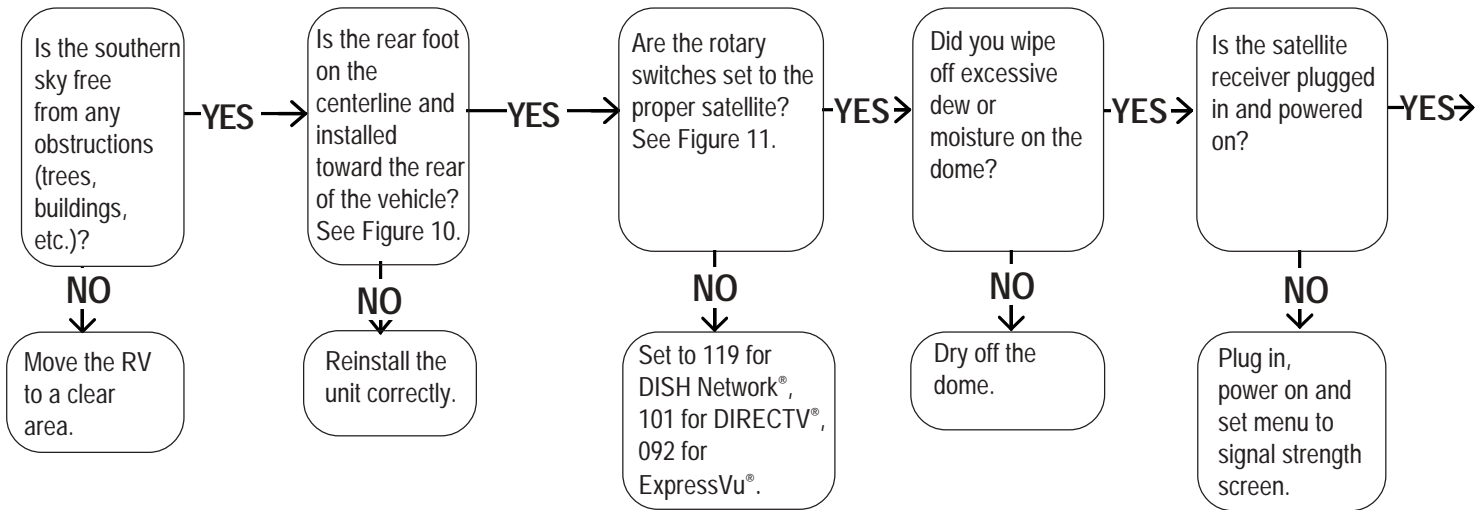 Is the southern
sky free
from any
obstructions
(trees,
buildings,
etc.)?
YES
Is the rear foot
on the
centerline and
installed
toward the rear
of the vehicle?
See Figure 10.
YES
Are the rotary
switches set to the
proper satellite?
See Figure 11.
YES
Did you wipe
off excessive
dew or
moisture on the
dome?
YES
Is the satellite
receiver plugged
in and powered
on?
YES
NO
NO
NO
NO
NO
Move the RV
to a clear
area.
Reinstall the
unit correctly.
Set to 119 for
DISH Network®,
101 for DIRECTV®,
092 for
ExpressVu®.
Dry off the
dome.
Plug in,
power on and
set menu to
signal strength
screen.